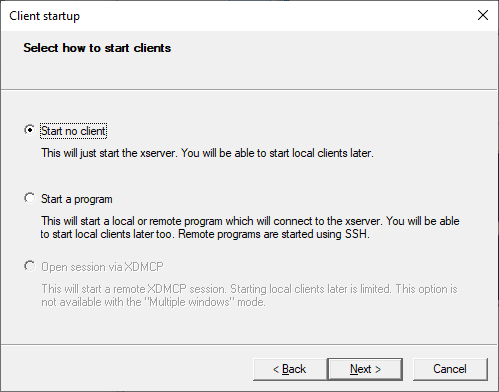 Client startup
Select how to start clients
Start no client
This will just start the xserver. You will be able to start local clients later.
Start a program
This will start a local or remote program which will connect to the xserver. You will be able
to start local clients later too. Remote programs are started using SSH.
Open session via XDMCP
This will start a remote XDMCP session. Starting local clients later is limited. This option is
not available with the "Multiple windows" mode.
< Back Next > Cancel